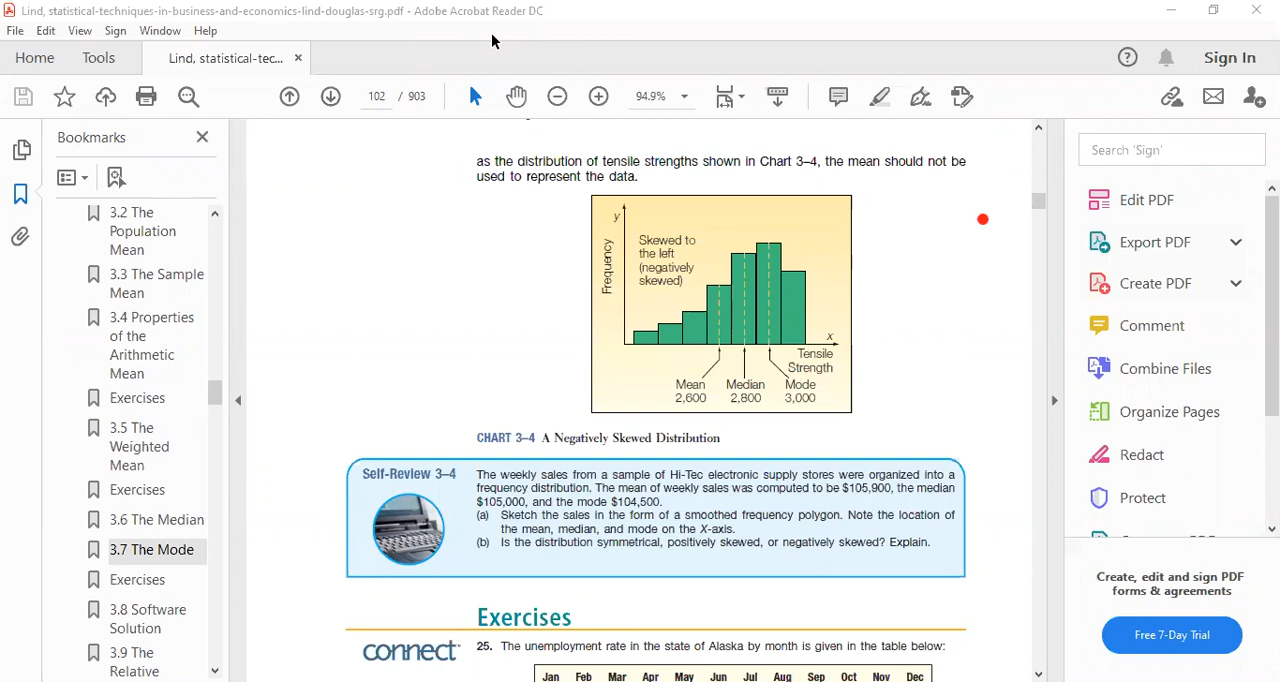 Lind, statistical-techniques-in-business-and-economics-lind-douglas-srg.pdf - Adobe Acrobat Reader DC
File Edit View Sign Window Help
Home Tools Lind, statistical-tec... × Sign In
102 / 903 94.9%
Bookmarks
3.2 The
Population
Mean
3.3 The Sample
Mean
3.4 Properties
of the
Arithmetic
Mean
Exercises
3.5 The
Weighted
Mean
Exercises
3.6 The Median
3.7 The Mode
Exercises
3.8 Software
Solution
3.9 The
Relative
as the distribution of tensile strengths shown in Chart 3–4, the mean should not be
used to represent the data.
y
Frequency
Skewed to
the left
(negatively
skewed)
x
Tensile
Strength
Mean
2,600
Median
2,800
Mode
3,000
CHART 3–4 A Negatively Skewed Distribution
Self-Review 3–4
The weekly sales from a sample of Hi-Tec electronic supply stores were organized into a
frequency distribution. The mean of weekly sales was computed to be $105,900, the median
$105,000, and the mode $104,500.
(a) Sketch the sales in the form of a smoothed frequency polygon. Note the location of
the mean, median, and mode on the X-axis.
(b) Is the distribution symmetrical, positively skewed, or negatively skewed? Explain.
Exercises
connect
25. The unemployment rate in the state of Alaska by month is given in the table below:
Jan Feb Mar Apr May Jun Jul Aug Sep Oct Nov Dec
Search 'Sign'
Edit PDF
Export PDF
Create PDF
Comment
Combine Files
Organize Pages
Redact
Protect
Create, edit and sign PDF
forms & agreements
Free 7-Day Trial